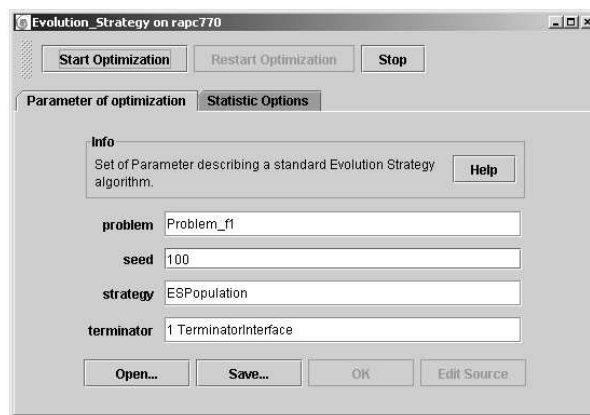 Evolution_Strategy on rapc770
Start Optimization Restart Optimization Stop
Parameter of optimization Statistic Options
Info
Set of Parameter describing a standard Evolution Strategy
algorithm.
Help
problem Problem_f1
seed 100
strategy ESPopulation
terminator 1 TerminatorInterface
Open... Save... OK Edit Source